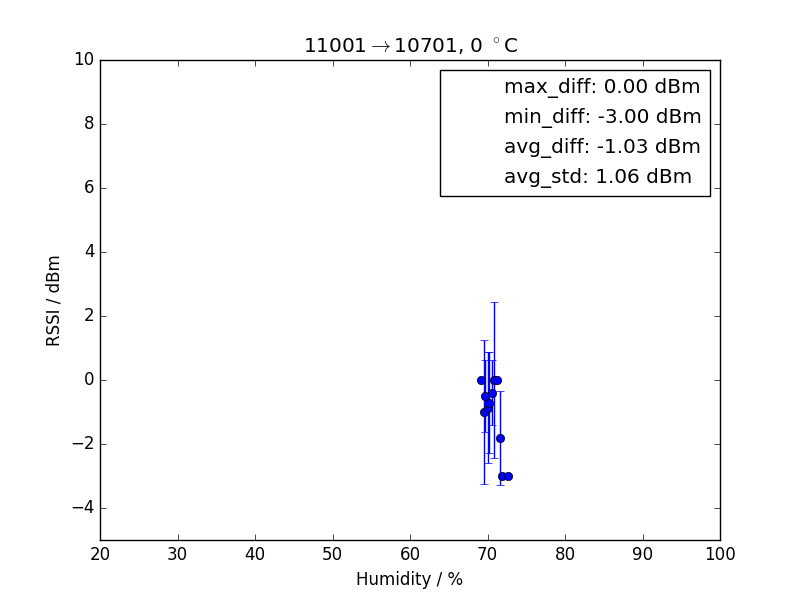 11001→10701, 0 °C
max_diff: 0.00 dBm
min_diff: -3.00 dBm
avg_diff: -1.03 dBm
avg_std: 1.06 dBm
10
8
6
4
2
0
−2
−4
RSSI / dBm
20 30 40 50 60 70 80 90 100
Humidity / %